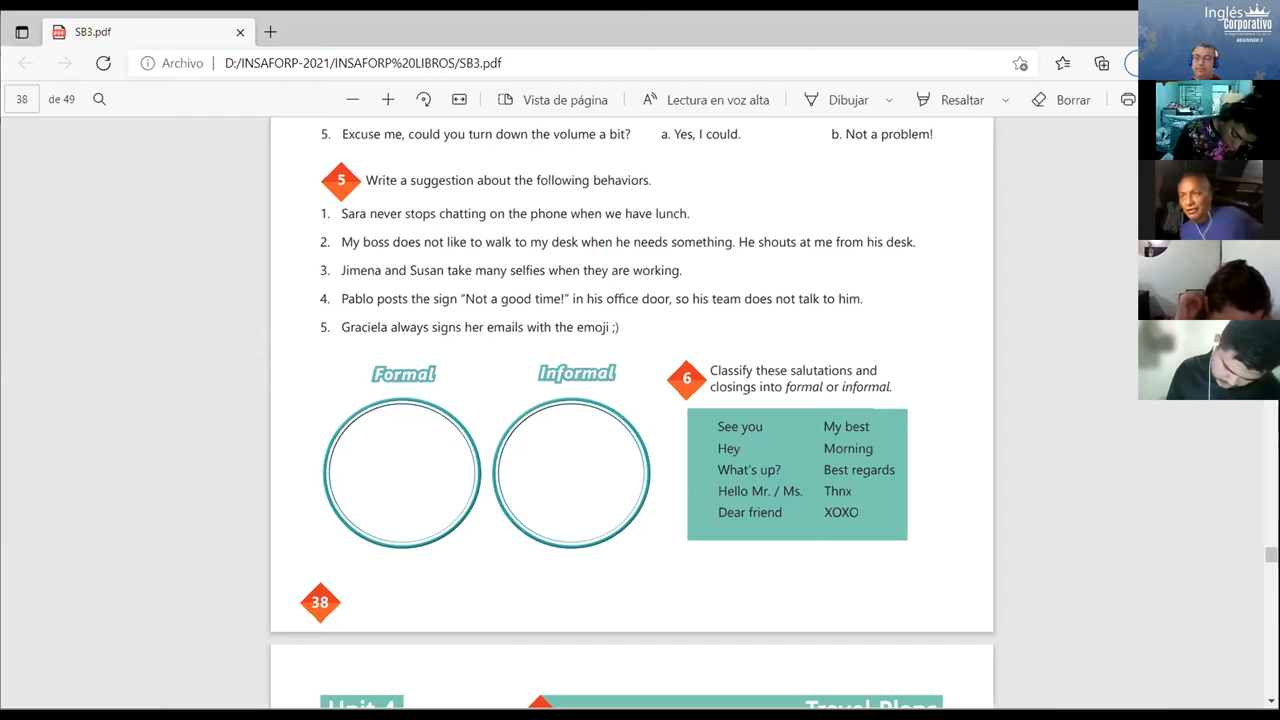 SB3.pdf
Archivo | D:/INSAFORP-2021/INSAFORP%20LIBROS/SB3.pdf
38 de 49 Vista de página Lectura en voz alta Dibujar Resaltar Borrar
Inglés
Corporativo
BEGINNER 3
5. Excuse me, could you turn down the volume a bit? a. Yes, I could. b. Not a problem!
5 Write a suggestion about the following behaviors.
1. Sara never stops chatting on the phone when we have lunch.
2. My boss does not like to walk to my desk when he needs something. He shouts at me from his desk.
3. Jimena and Susan take many selfies when they are working.
4. Pablo posts the sign “Not a good time!” in his office door, so his team does not talk to him.
5. Graciela always signs her emails with the emoji ;)
Formal
Informal
6 Classify these salutations and
closings into formal or informal.
See you My best
Hey Morning
What's up? Best regards
Hello Mr. / Ms. Thnx
Dear friend XOXO
38
Unit 4 Travel Plans